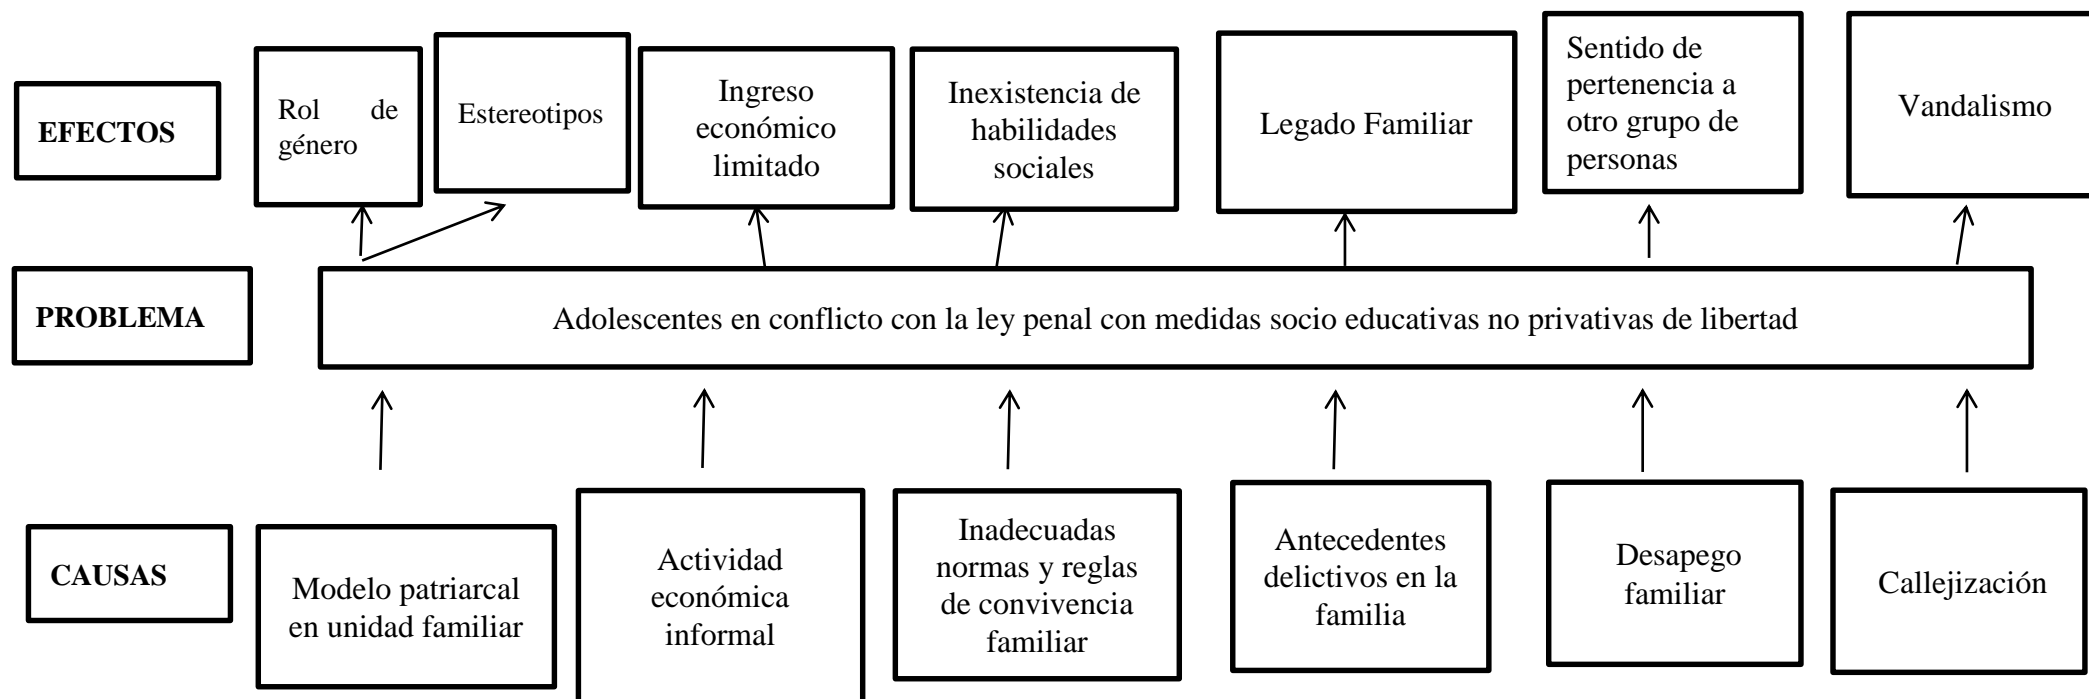 EFECTOS
Rol de
género
Estereotipos
Ingreso
económico
limitado
Inexistencia de
habilidades
sociales
Legado Familiar
Sentido de
pertenencia a
otro grupo de
personas
Vandalismo
PROBLEMA
Adolescentes en conflicto con la ley penal con medidas socio educativas no privativas de libertad
CAUSAS
Modelo patriarcal
en unidad familiar
Actividad
económica
informal
Inadecuadas
normas y reglas
de convivencia
familiar
Antecedentes
delictivos en la
familia
Desapego
familiar
Callejización